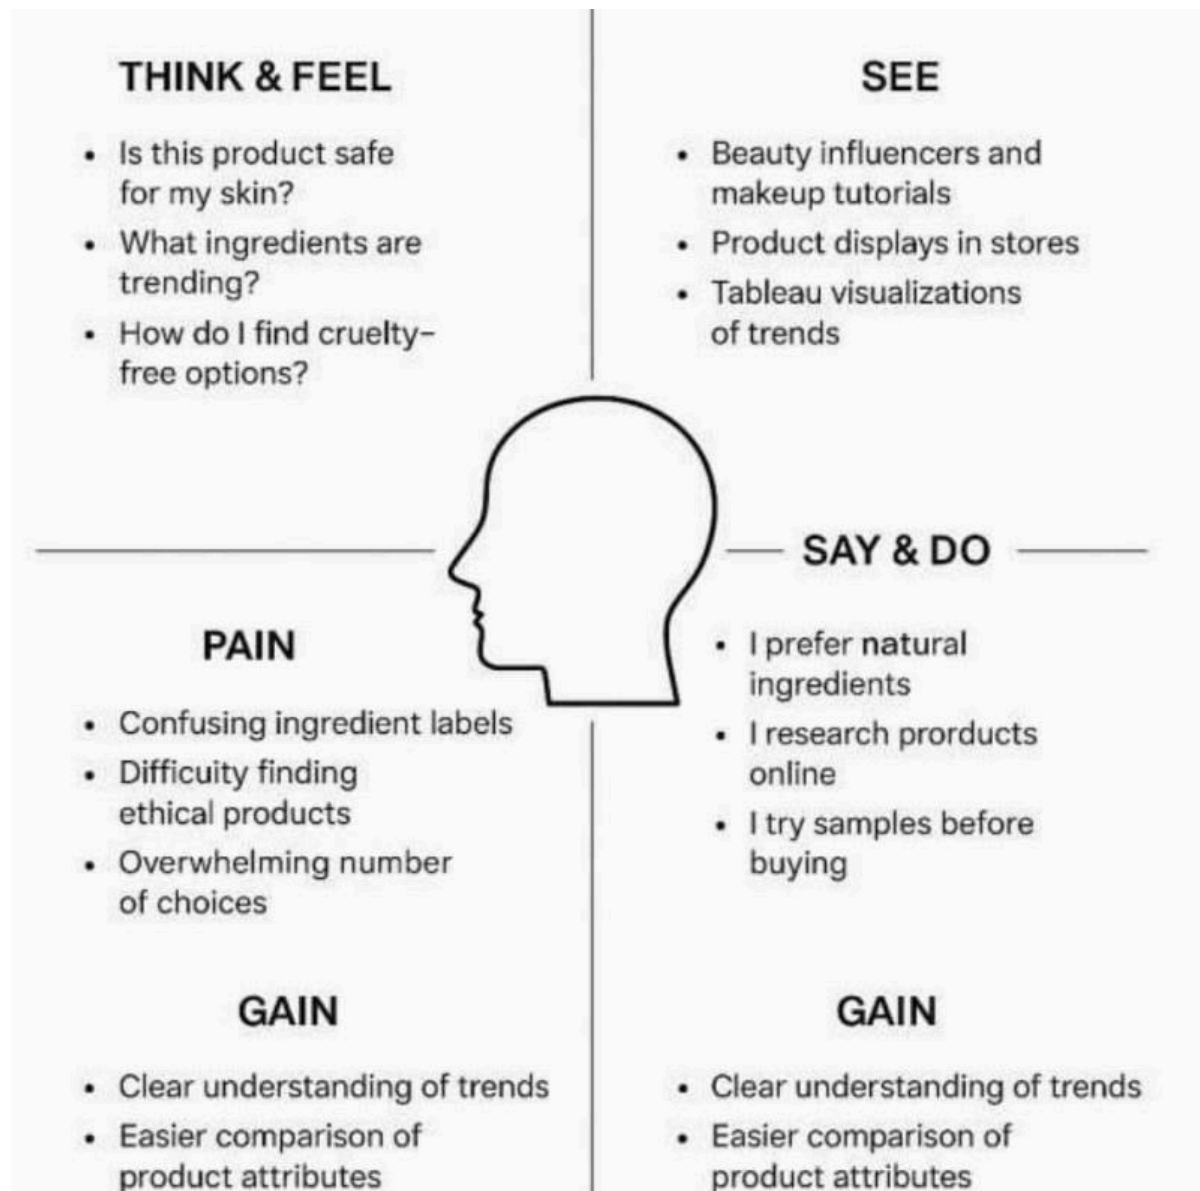 THINK & FEEL
• Is this product safe
for my skin?
• What ingredients are
trending?
• How do I find cruelty-
free options?
SEE
• Beauty influencers and
makeup tutorials
• Product displays in stores
• Tableau visualizations
of trends
PAIN
• Confusing ingredient labels
• Difficuity finding
ethical products
• Overwhelming number
of choices
SAY & DO
• I prefer natural
ingredients
• I research prorducts
online
• I try samples before
buying
GAIN
• Clear understanding of trends
• Easier comparison of
product attributes
GAIN
• Clear understanding of trends
• Easier comparison of
product attributes